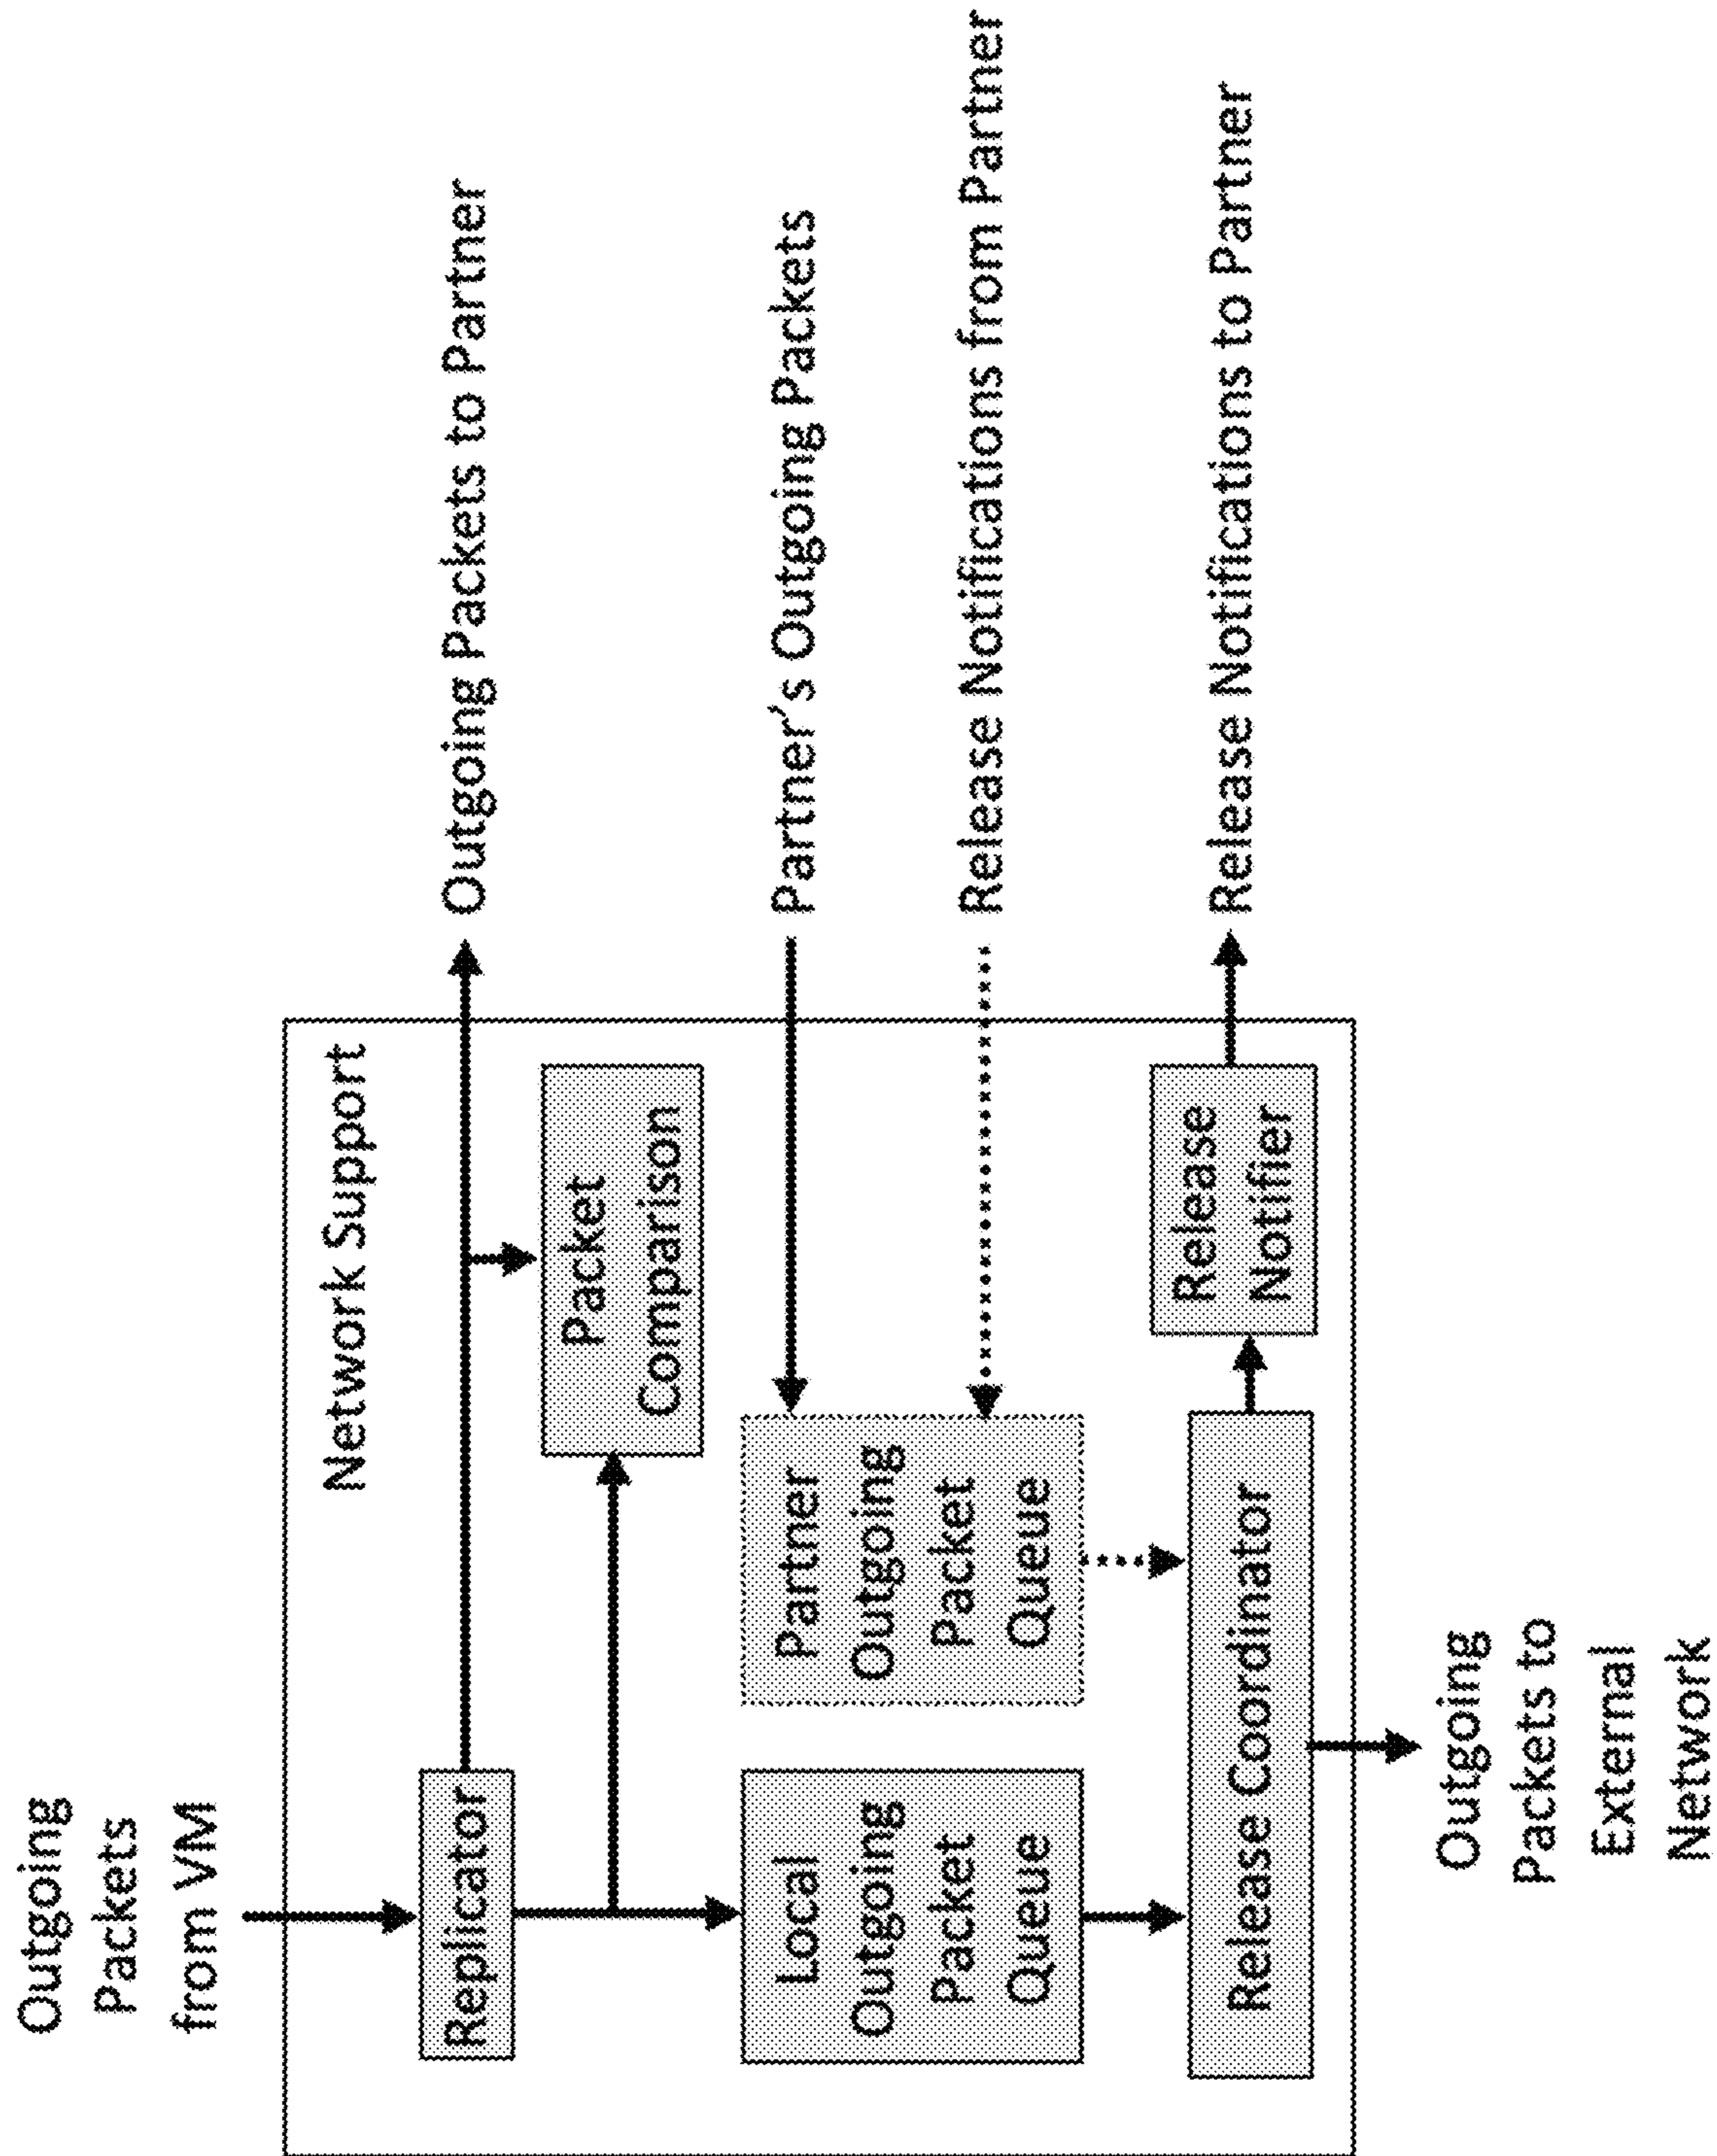 Outgoing
Packets
from VM
Network Support
Replicator
Outgoing Packets to Partner
Packet
Comparison
Local
Outgoing
Packet
Queue
Partner
Outgoing
Packet
Queue
Partner's Outgoing Packets
Release Notifications from Partner
Release Coordinator
Release
Notifier
Release Notifications to Partner
Outgoing
Packets to
External
Network